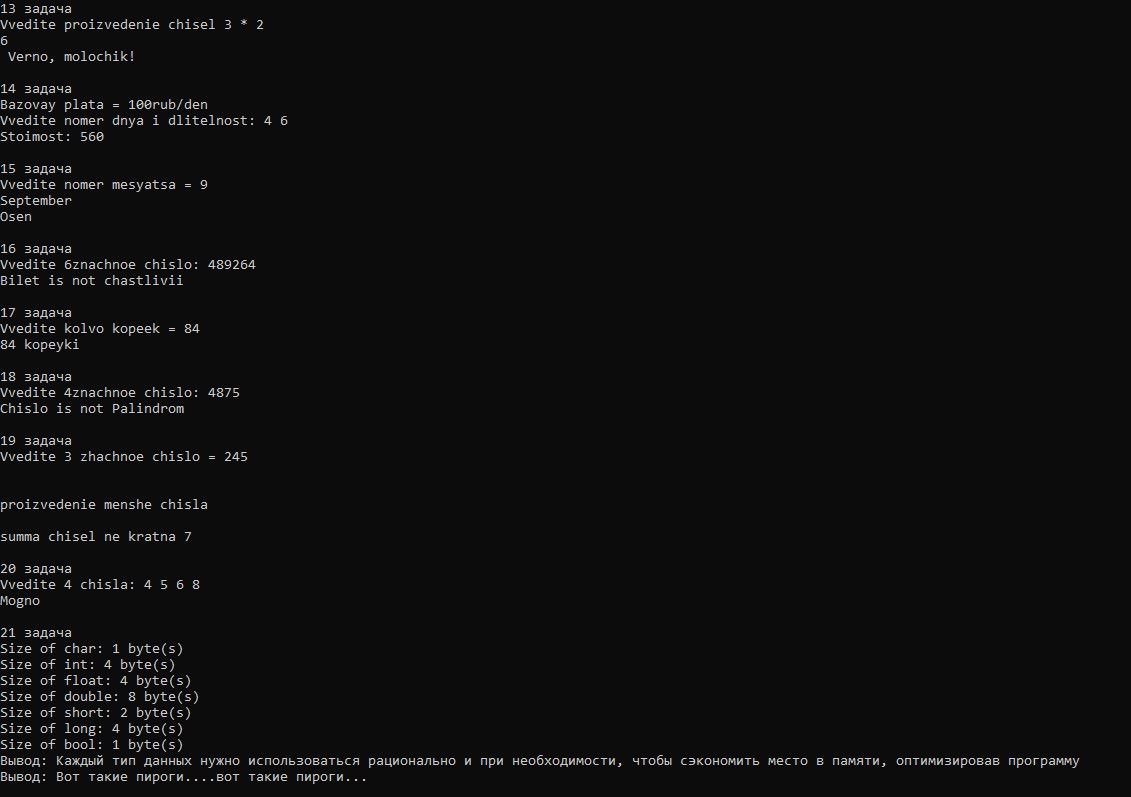 13 задача
Vvedite proizvedenie chisel 3 * 2
6
Verno, molochik!
14 задача
Bazovay plata = 100rub/den
Vvedite nomer dnya i dlitelnost: 4 6
Stoimost: 560
15 задача
Vvedite nomer mesyatsa = 9
September
Osen
16 задача
Vvedite 6znachnoe chislo: 489264
Bilet is not chastlivii
17 задача
Vvedite kolvo kopeek = 84
84 kopeyki
18 задача
Vvedite 4znachnoe chislo: 4875
Chislo is not Palindrom
19 задача
Vvedite 3 zhachnoe chislo = 245
proizvedenie menshe chisla
summa chisel ne kratna 7
20 задача
Vvedite 4 chisla: 4 5 6 8
Mogno
21 задача
Size of char: 1 byte(s)
Size of int: 4 byte(s)
Size of float: 4 byte(s)
Size of double: 8 byte(s)
Size of short: 2 byte(s)
Size of long: 4 byte(s)
Size of bool: 1 byte(s)
Вывод: Каждый тип данных нужно использоваться рационально и при необходимости, чтобы сэкономить место в памяти, оптимизировав программу
Вывод: Вот такие пироги....вот такие пироги...